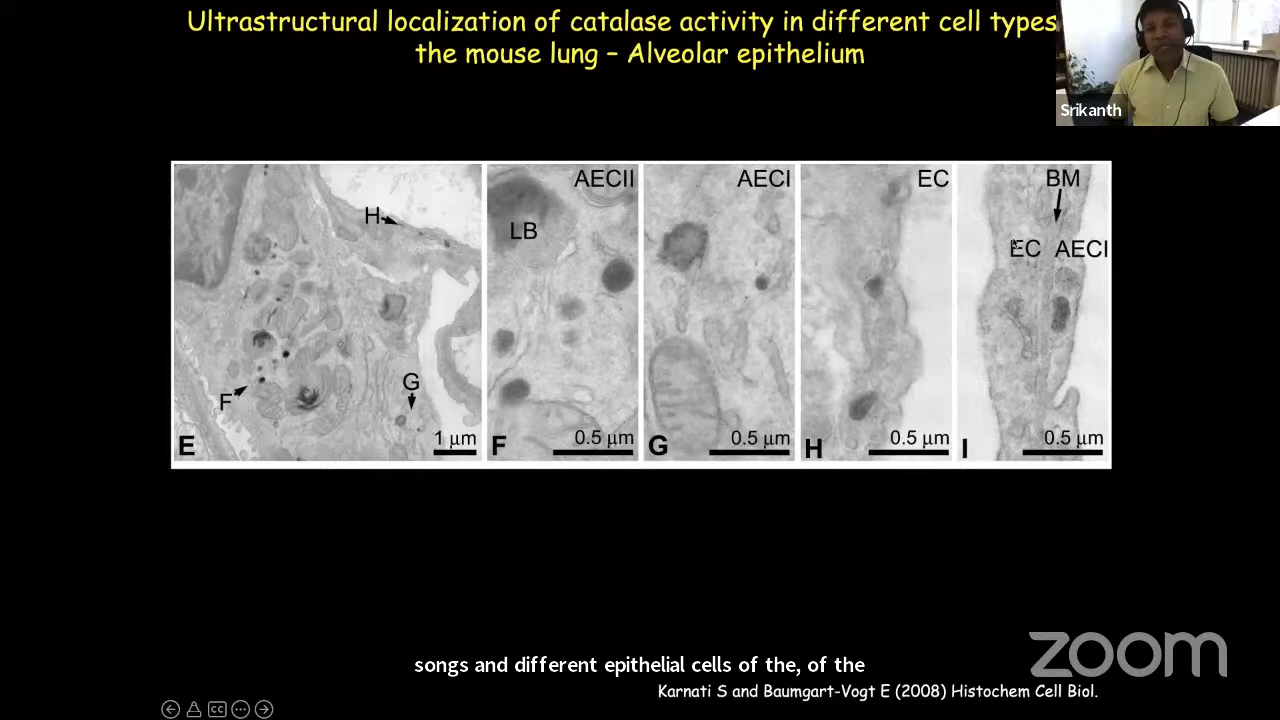 Ultrastructural localization of catalase activity in different cell types
the mouse lung – Alveolar epithelium
Srikanth
H
F
G
1 µm
E
AECII
LB
0.5 µm
F
AECI
0.5 µm
G
EC
0.5 µm
H
BM
EC AECI
0.5 µm
I
songs and different epithelial cells of the, of the
zoom
Karnati S and Baumgart-Vogt E (2008) Histochem Cell Biol.
CC